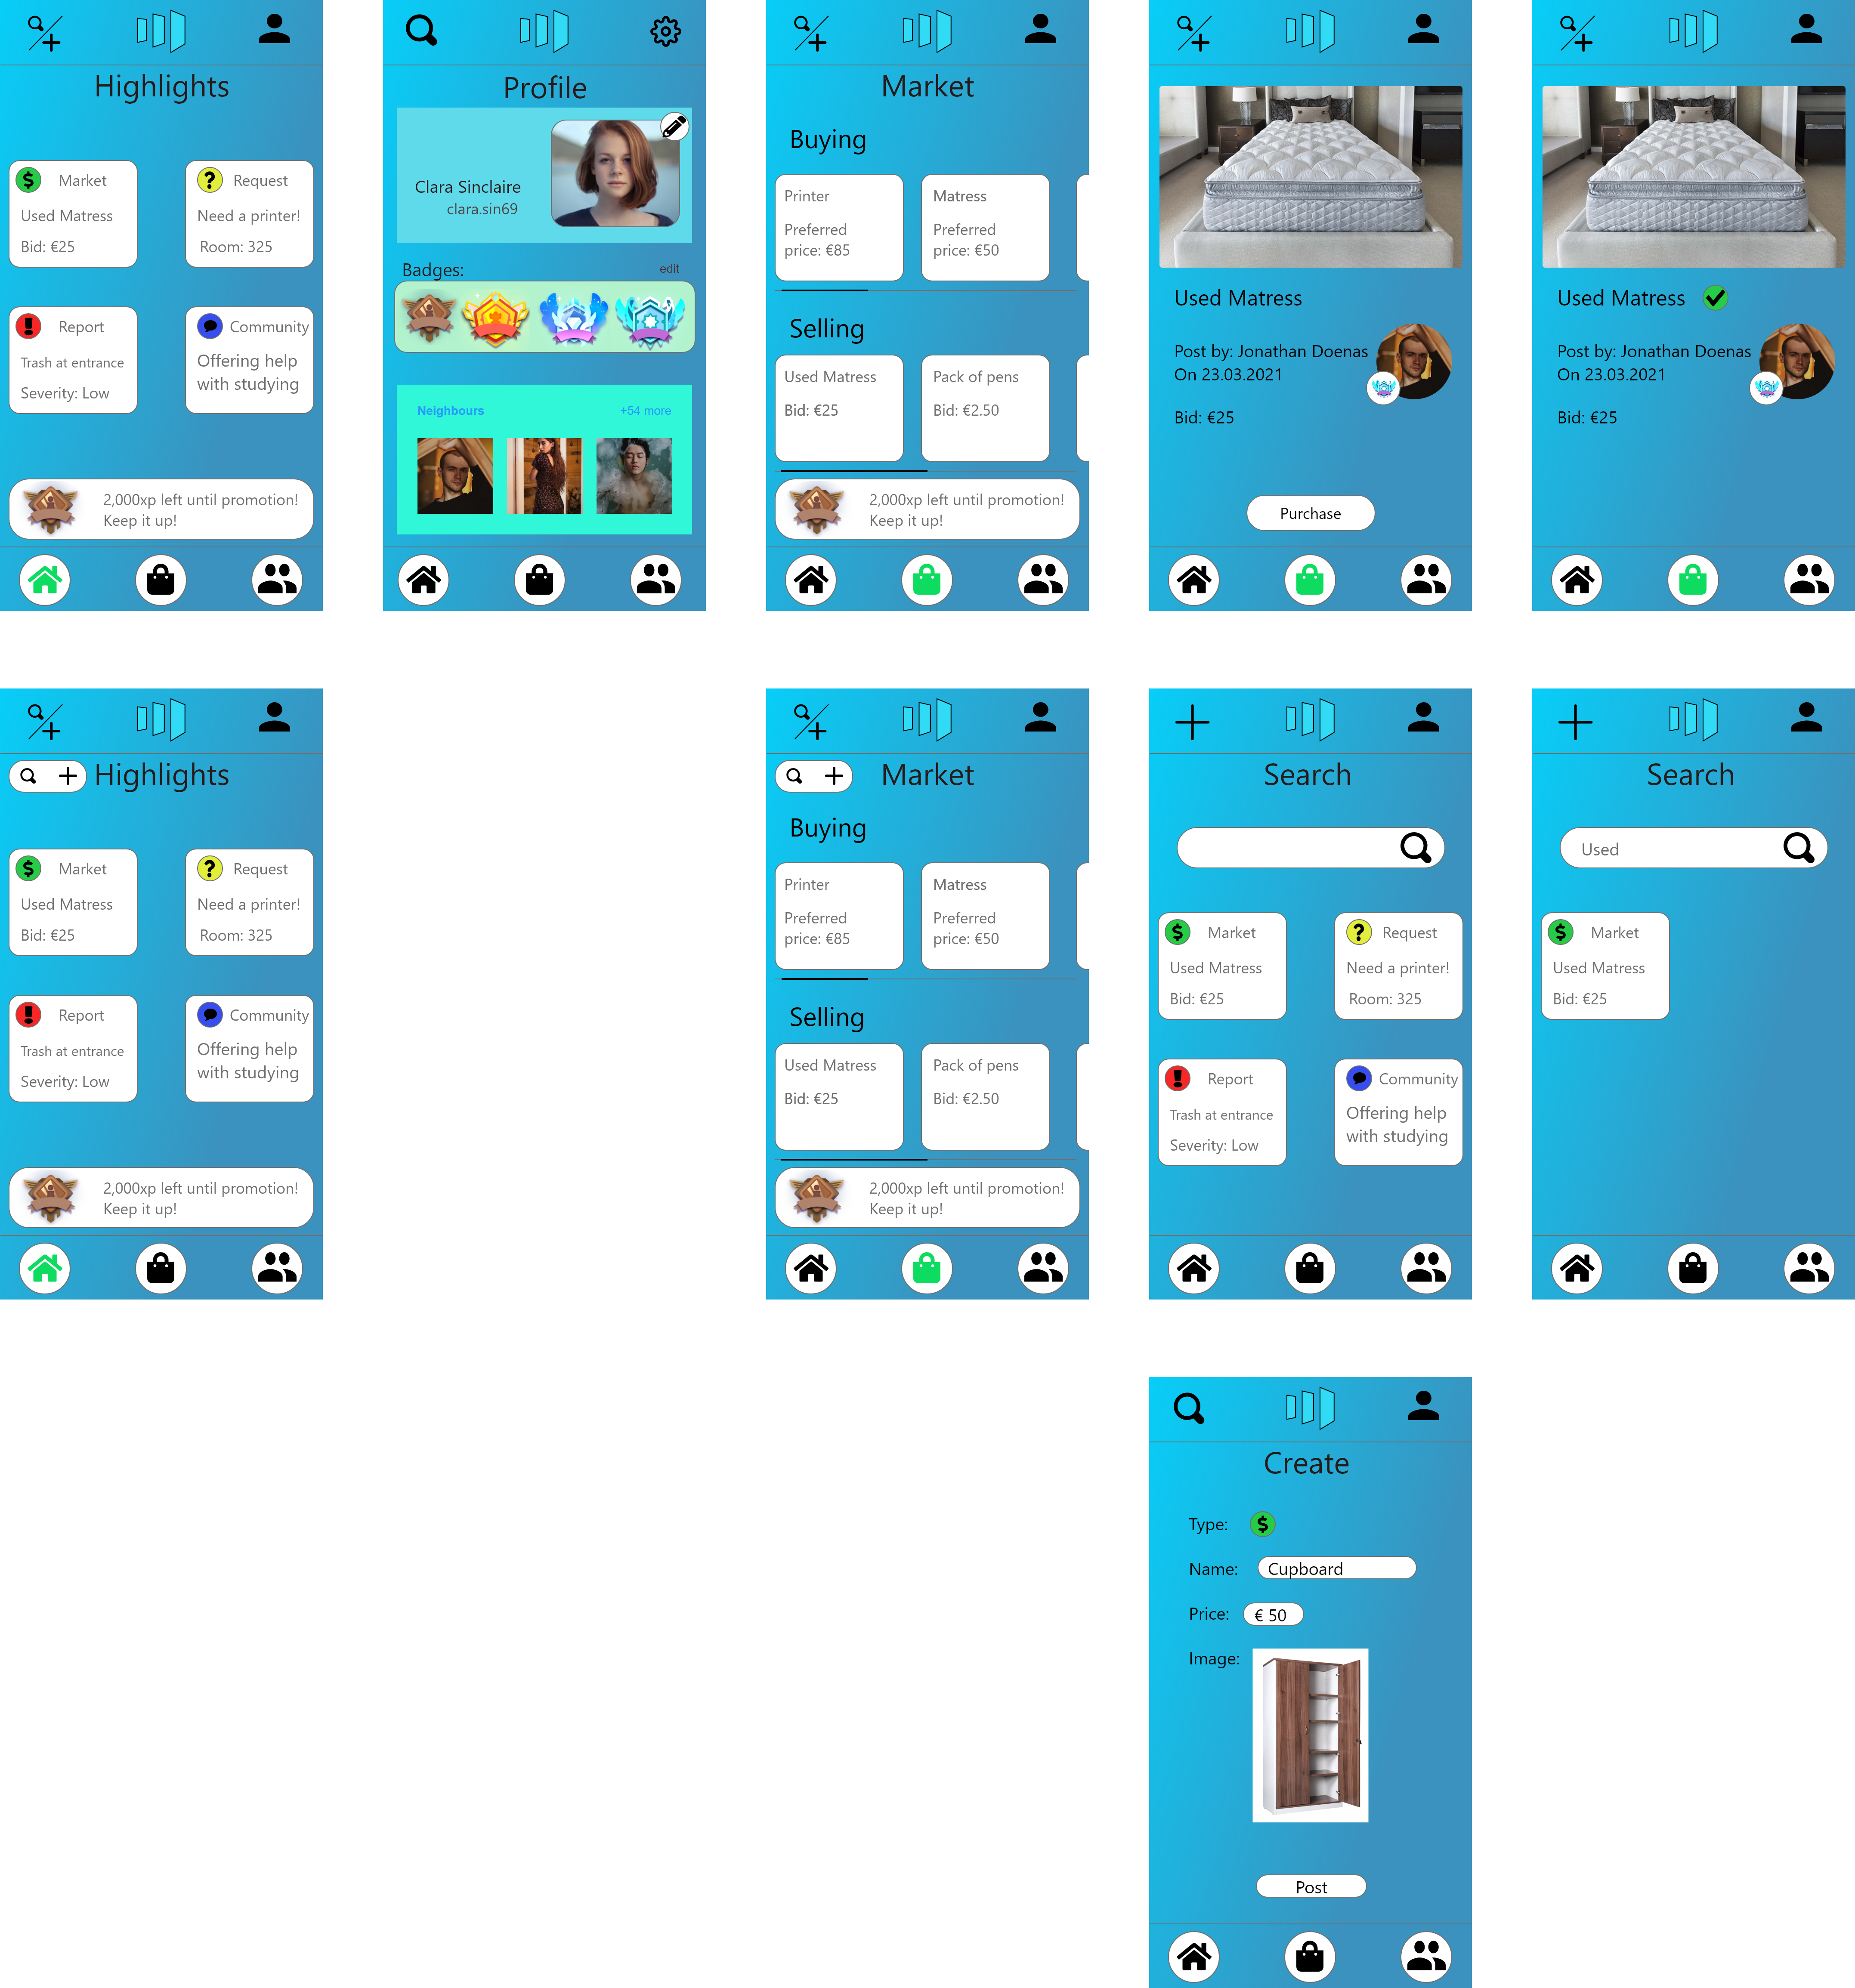 Highlights
Market
Used Matress
Bid: €25
Request
Need a printer!
Room: 325
Report
Trash at entrance
Severity: Low
Community
Offering help
with studying
2,000xp left until promotion!
Keep it up!
Profile
Clara Sinclaire
clara.sin69
Badges:
edit
Neighbours
+54 more
Market
Buying
Printer
Preferred
price: €85
Matress
Preferred
price: €50
Selling
Used Matress
Bid: €25
Pack of pens
Bid: €2.50
2,000xp left until promotion!
Keep it up!
Used Matress
Post by: Jonathan Doenas
On 23.03.2021
Bid: €25
Purchase
Used Matress
Post by: Jonathan Doenas
On 23.03.2021
Bid: €25
Highlights
Market
Used Matress
Bid: €25
Request
Need a printer!
Room: 325
Report
Trash at entrance
Severity: Low
Community
Offering help
with studying
2,000xp left until promotion!
Keep it up!
Market
Buying
Printer
Preferred
price: €85
Matress
Preferred
price: €50
Selling
Used Matress
Bid: €25
Pack of pens
Bid: €2.50
2,000xp left until promotion!
Keep it up!
Search
Market
Used Matress
Bid: €25
Request
Need a printer!
Room: 325
Report
Trash at entrance
Severity: Low
Community
Offering help
with studying
Search
Used
Market
Used Matress
Bid: €25
Create
Type:
Name: Cupboard
Price: € 50
Image:
Post